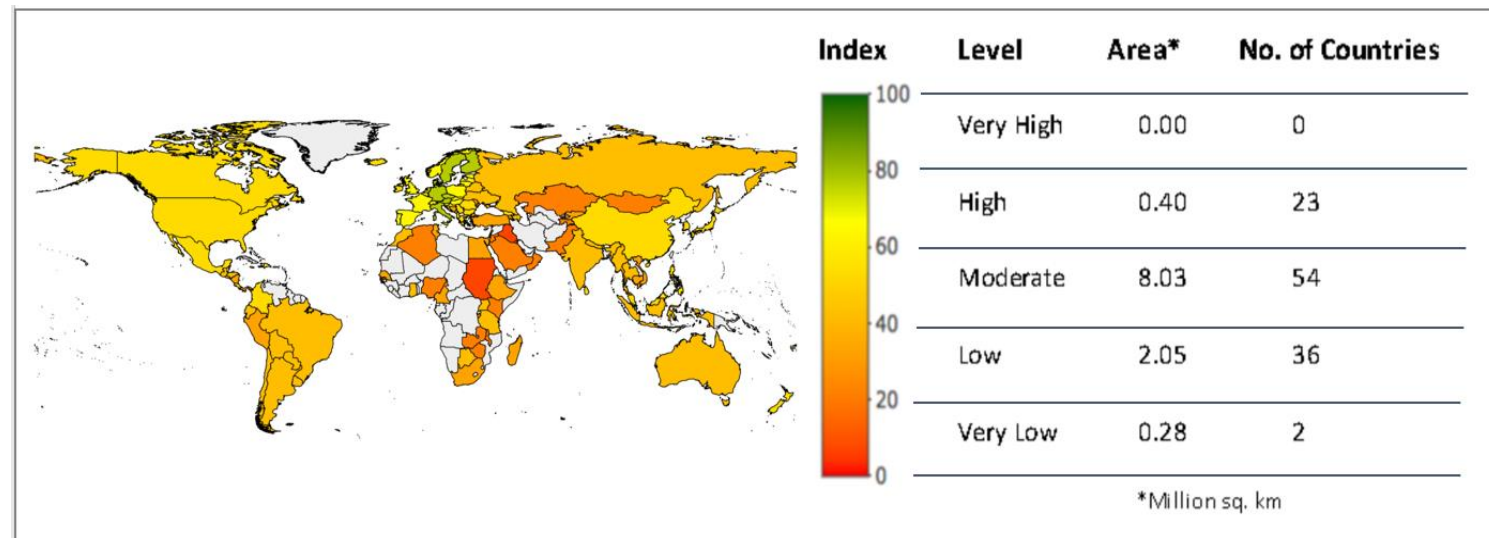 Index Level Area* No. of Countries
100
Very High 0.00 0
80
High 0.40 23
60
Moderate 8.03 54
40
Low 2.05 36
20
Very Low 0.28 2
0
*Million sq. km